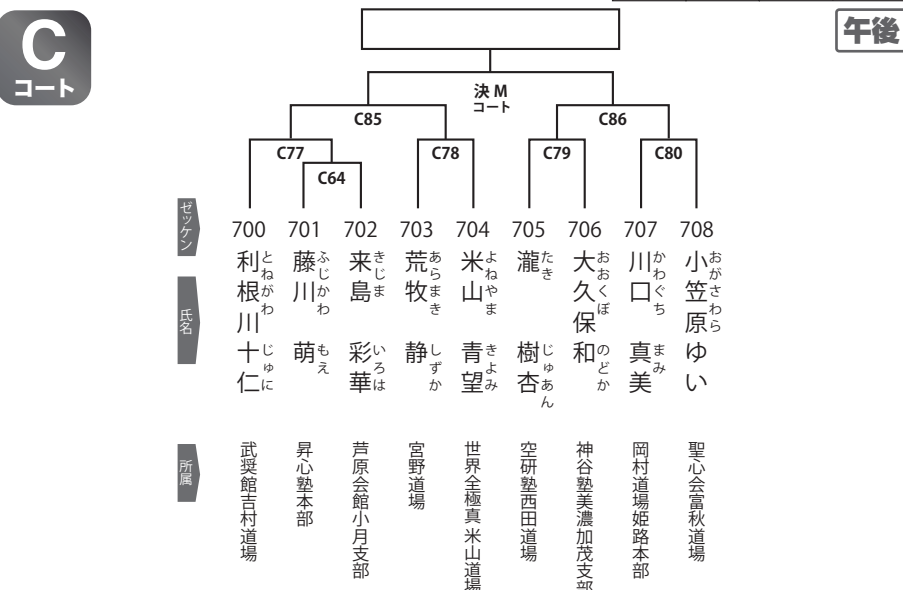 C
コート
午後
決 M
コート
C85
C86
C77
C78
C79
C80
C64
ゼッケン
700
701
702
703
704
705
706
707
708
氏名
利根川 十仁
とねがわ じゅに
藤川 萌
ふじかわ もえ
来島 彩華
きじま いろは
荒牧 静
あらまき しずか
米山 青望
よねやま きよみ
瀧 樹杏
たき じゅあん
大久保 和
おおくぼ のどか
川口 真美
かわぐち まみ
小笠原 ゆい
おがさわら
所属
武奨館吉村道場
昇心塾本部
芦原会館小月支部
宮野道場
世界全極真 米山道場
空研塾西田道場
神谷塾美濃加茂支部
岡村道場姫路本部
聖心会富秋道場